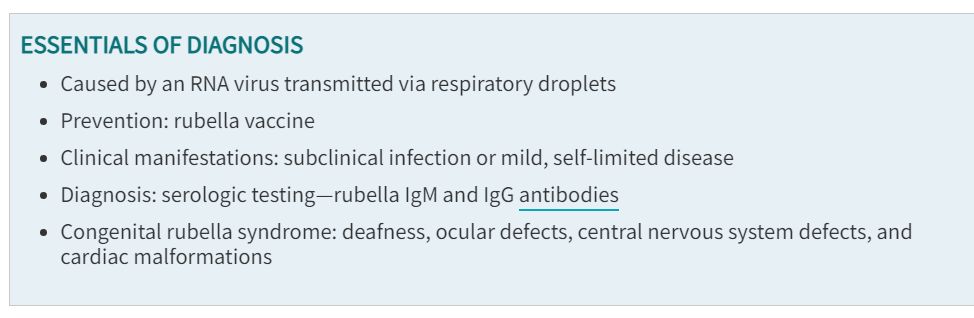 ESSENTIALS OF DIAGNOSIS
• Caused by an RNA virus transmitted via respiratory droplets
• Prevention: rubella vaccine
• Clinical manifestations: subclinical infection or mild, self-limited disease
• Diagnosis: serologic testing—rubella IgM and IgG antibodies
• Congenital rubella syndrome: deafness, ocular defects, central nervous system defects, and
cardiac malformations